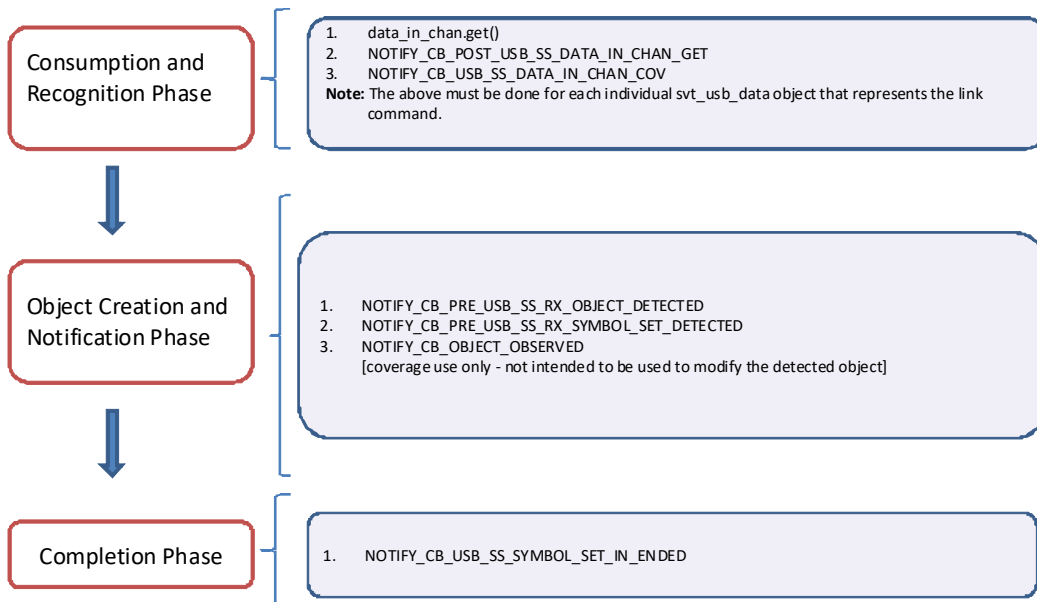 Consumption and
Recognition Phase
1. data_in_chan.get()
2. NOTIFY_CB_POST_USB_SS_DATA_IN_CHAN_GET
3. NOTIFY_CB_USB_SS_DATA_IN_CHAN_COV
Note: The above must be done for each individual svt_usb_data object that represents the link
command.
Object Creation and
Notification Phase
1. NOTIFY_CB_PRE_USB_SS_RX_OBJECT_DETECTED
2. NOTIFY_CB_PRE_USB_SS_RX_SYMBOL_SET_DETECTED
3. NOTIFY_CB_OBJECT_OBSERVED
[coverage use only - not intended to be used to modify the detected object]
Completion Phase
1. NOTIFY_CB_USB_SS_SYMBOL_SET_IN_ENDED